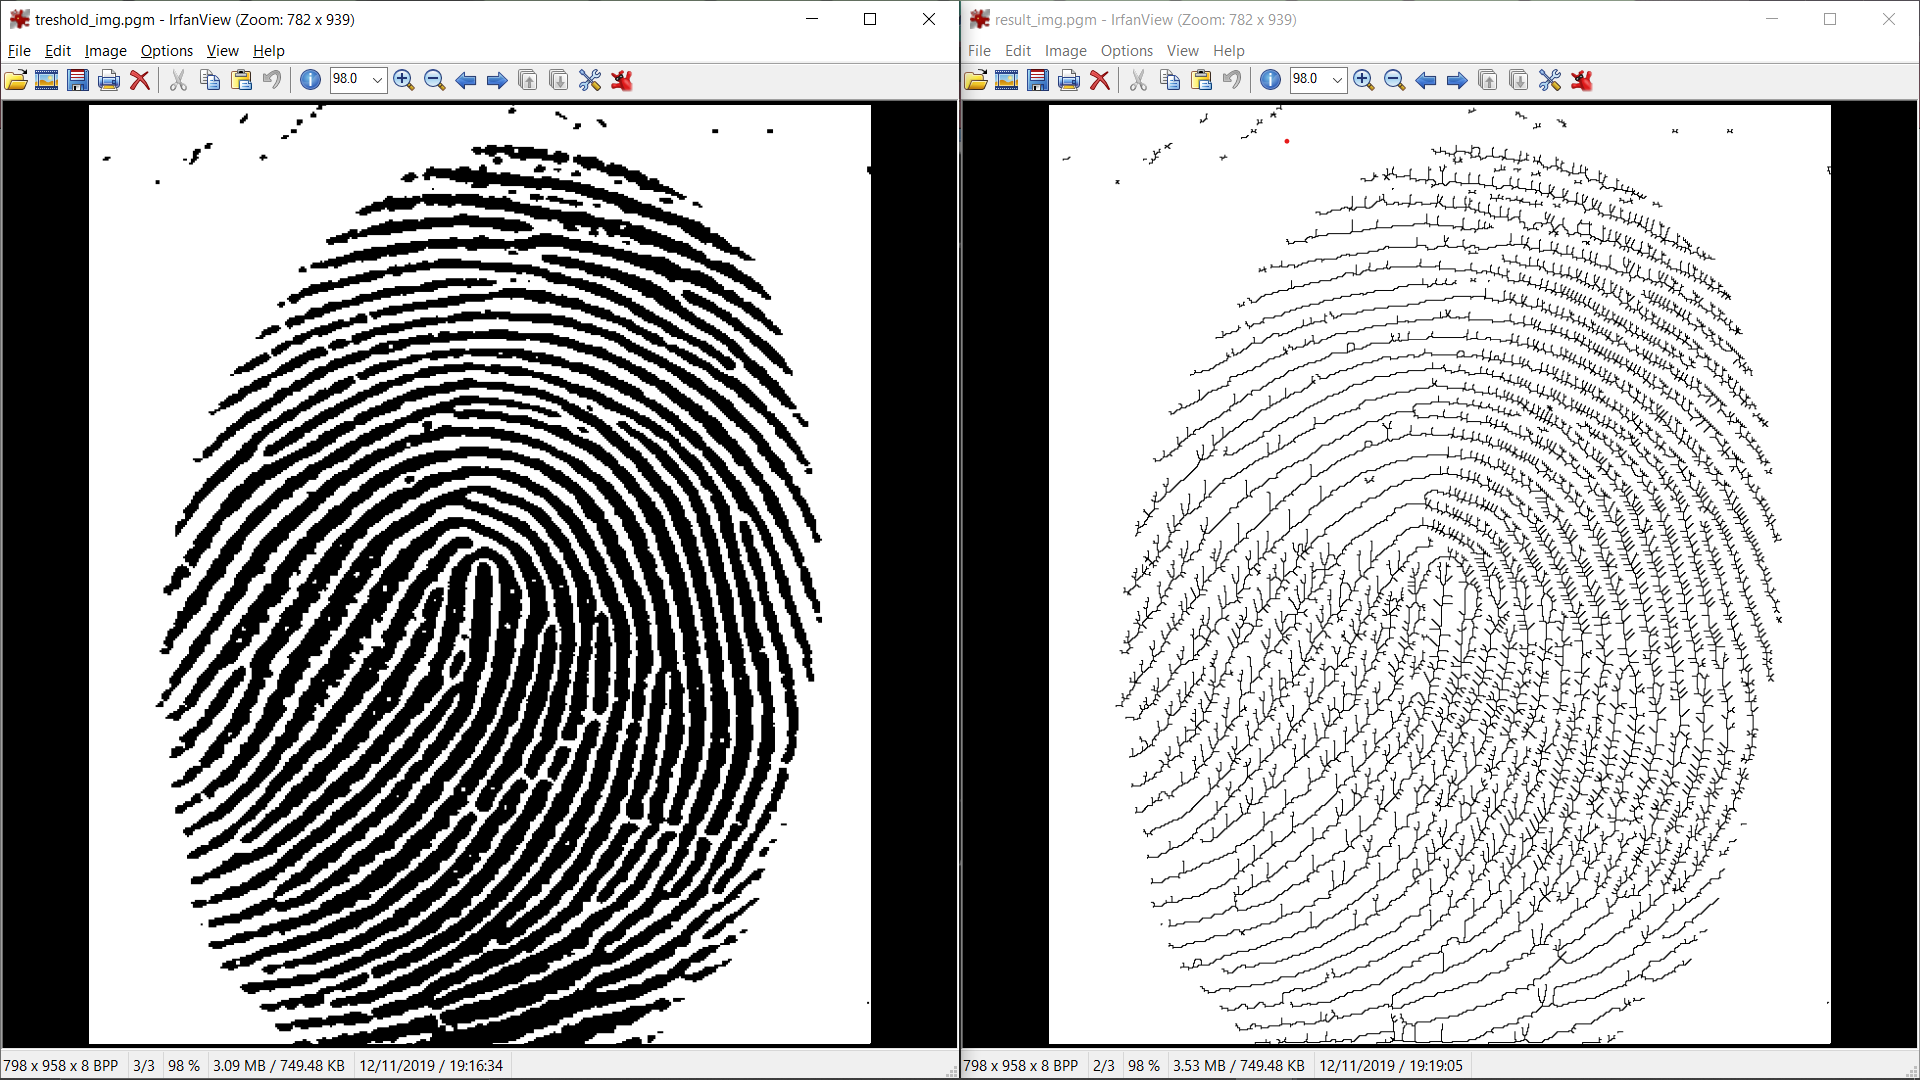 treshold_img.pgm - IrfanView (Zoom: 782 x 939)
File Edit Image Options View Help
98.0
798 x 958 x 8 BPP 3/3 98 % 3.09 MB / 749.48 KB 12/11/2019 / 19:16:34
result_img.pgm - IrfanView (Zoom: 782 x 939)
File Edit Image Options View Help
98.0
798 x 958 x 8 BPP 2/3 98 % 3.53 MB / 749.48 KB 12/11/2019 / 19:19:05